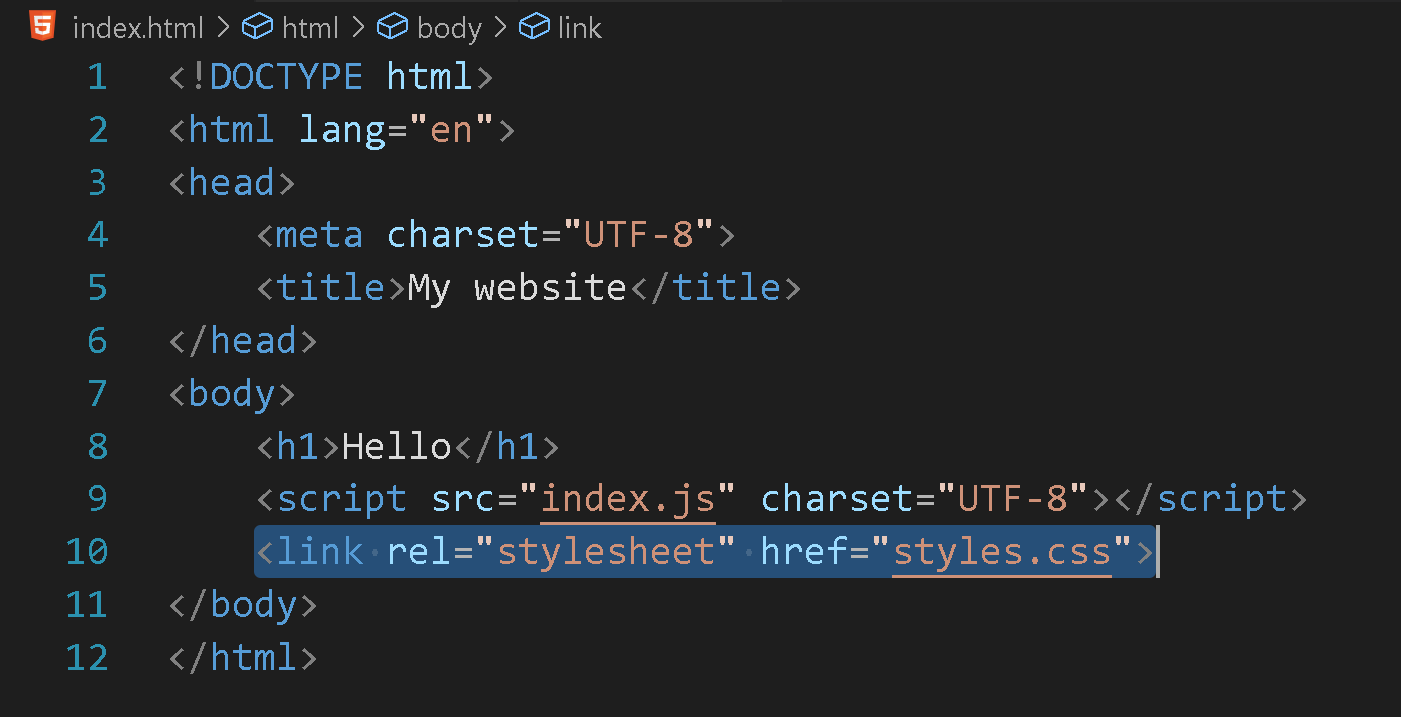 index.html > html > body > link
1 <!DOCTYPE html>
2 <html lang="en">
3 <head>
4     <meta charset="UTF-8">
5     <title>My website</title>
6 </head>
7 <body>
8     <h1>Hello</h1>
9     <script src="index.js" charset="UTF-8"></script>
10     <link rel="stylesheet" href="styles.css">
11 </body>
12 </html>